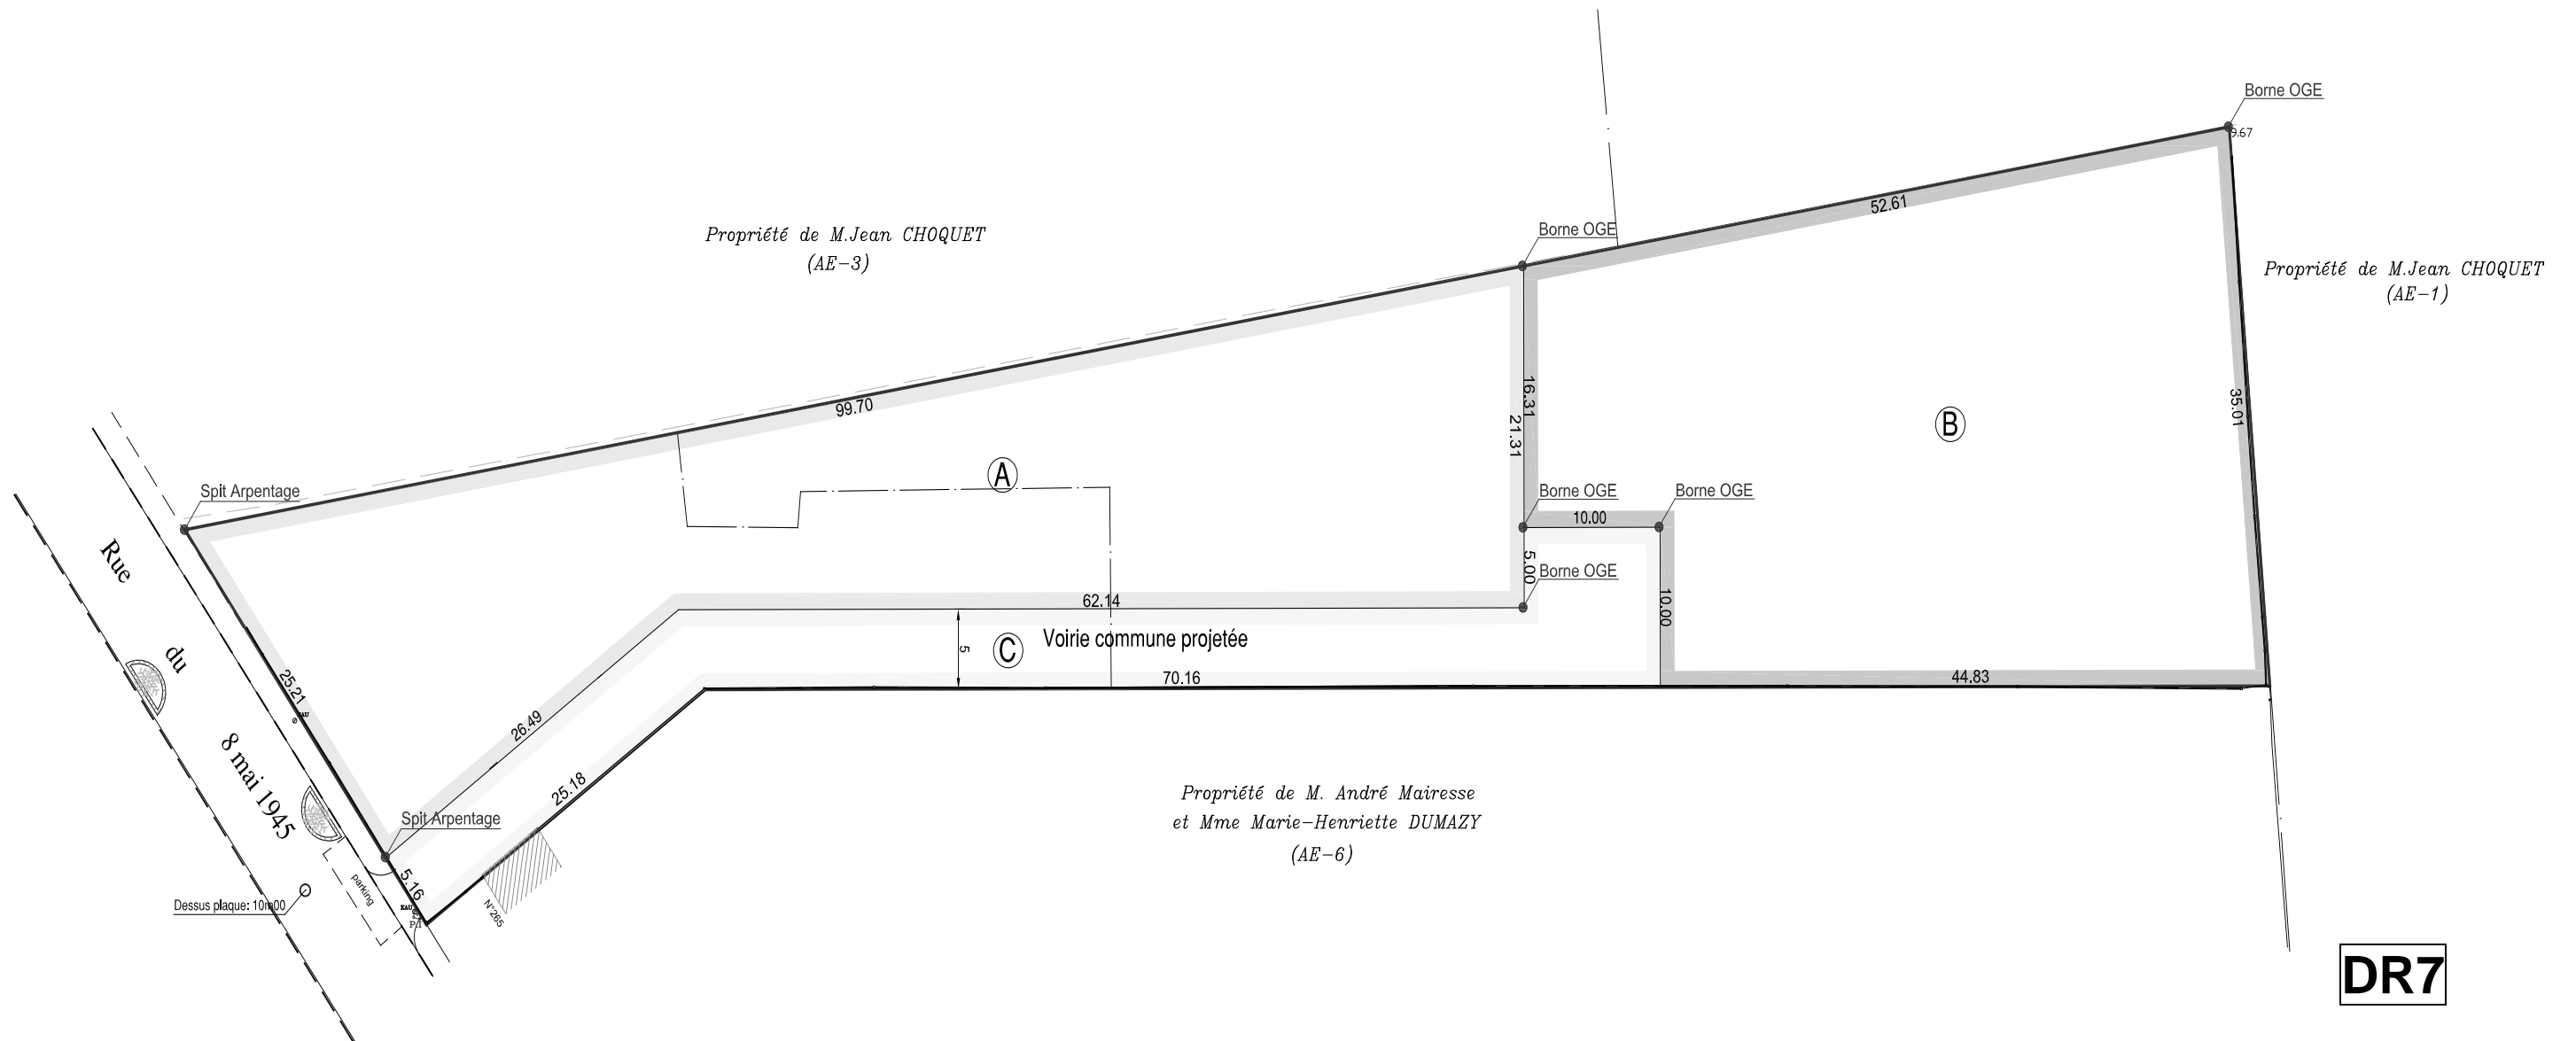 Borne OGE
9.67
52.61
Propriété de M.Jean CHOQUET
(AE-3)
Borne OGE
Propriété de M.Jean CHOQUET
(AE-1)
99.70
16.31
21.31
35.01
B
A
Spit Arpentage
Borne OGE
Borne OGE
10.00
5.00
Borne OGE
10.00
62.14
5
C
Voirie commune projetée
70.16
44.83
Rue
du
8 mai 1945
25.21
EAU
26.49
25.18
Spit Arpentage
5.16
parking
EAU
Dessus plaque: 10m00
N°265
Propriété de M. André Mairesse
et Mme Marie-Henriette DUMAZY
(AE-6)
DR7